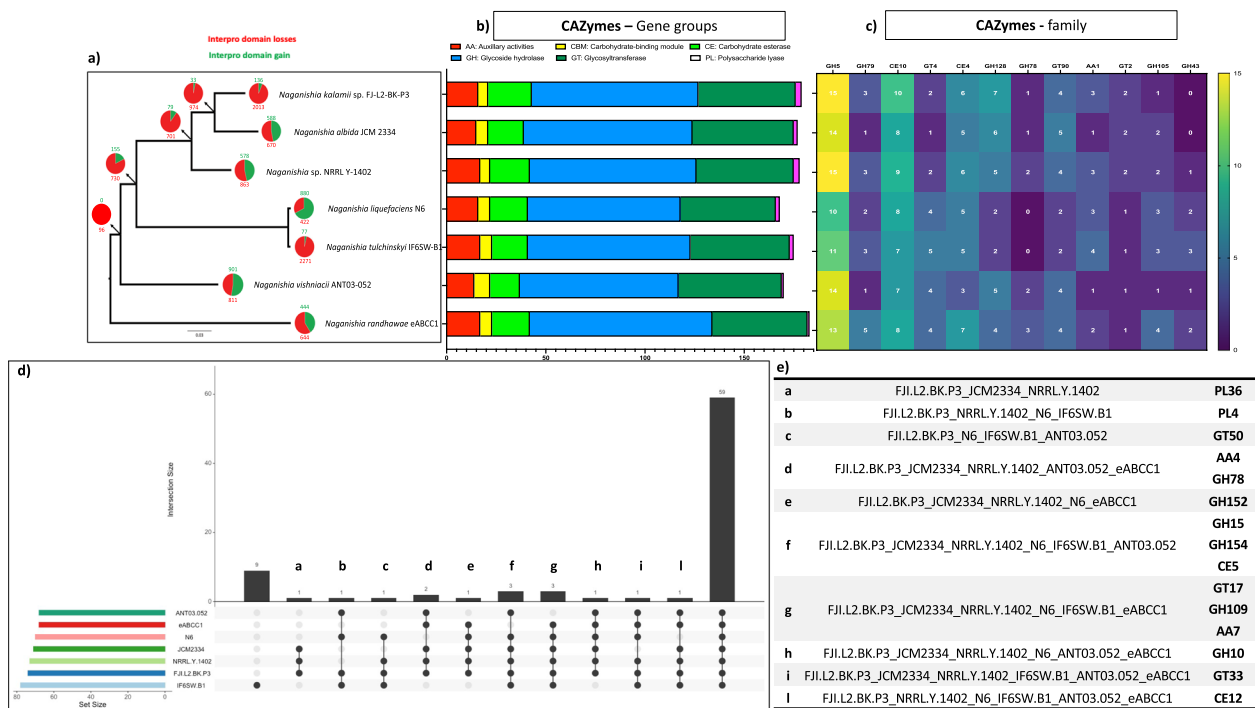 Interpro domain losses
Interpro domain gain
a)
33
974
136
2013
Naganishia kalamii sp. FJ-L2-BK-P3
79
701
588
670
Naganishia albida JCM 2334
155
730
578
863
Naganishia sp. NRRL Y-1402
0
96
880
422
Naganishia liquefaciens N6
77
2271
Naganishia tulchinskyi IF6SW-B1
901
811
Naganishia vishniacii ANT03-052
444
644
Naganishia randhawae eABCC1
b)
CAZymes – Gene groups
AA: Auxiliary activities CBM: Carbohydrate-binding module CE: Carbohydrate esterase
GH: Glycoside hydrolase GT: Glycosyltransferase PL: Polysaccharide lyase
0 50 100 150
c)
CAZymes - family
GH5 GH79 CE10 GT4 CE4 GH128 GH78 GT90 AA1 GT2 GH105 GH43
15 3 10 2 6 7 1 4 3 2 1 0
14 1 8 1 5 6 1 5 1 2 2 0
15 3 9 2 6 5 2 4 3 2 2 1
10 2 8 4 5 2 0 2 3 1 3 2
11 3 7 5 5 2 0 2 4 1 3 3
14 1 7 4 3 5 2 4 1 1 1 1
13 5 8 4 7 4 3 4 2 1 4 2
15
10
5
0
d)
Intersection Size
60
40
20
0
9 1 1 1 2 1 3 3 1 1 1 59
a b c d e f g h i l
ANT03.052
eABCC1
N6
JCM2334
NRRL.Y.1402
FJI.L2.BK.P3
IF6SW.B1
80 60 40 20 0
Set Size
e)
a FJI.L2.BK.P3_JCM2334_NRRL.Y.1402 PL36
b FJI.L2.BK.P3_NRRL.Y.1402_N6_IF6SW.B1 PL4
c FJI.L2.BK.P3_N6_IF6SW.B1_ANT03.052 GT50
d FJI.L2.BK.P3_JCM2334_NRRL.Y.1402_ANT03.052_eABCC1 AA4
GH78
e FJI.L2.BK.P3_JCM2334_NRRL.Y.1402_N6_eABCC1 GH152
f FJI.L2.BK.P3_JCM2334_NRRL.Y.1402_N6_IF6SW.B1_ANT03.052 GH15
GH154
CE5
g FJI.L2.BK.P3_JCM2334_NRRL.Y.1402_N6_IF6SW.B1_eABCC1 GT17
GH109
AA7
h FJI.L2.BK.P3_JCM2334_NRRL.Y.1402_N6_ANT03.052_eABCC1 GH10
i FJI.L2.BK.P3_JCM2334_NRRL.Y.1402_IF6SW.B1_ANT03.052_eABCC1 GT33
l FJI.L2.BK.P3_NRRL.Y.1402_N6_IF6SW.B1_ANT03.052_eABCC1 CE12